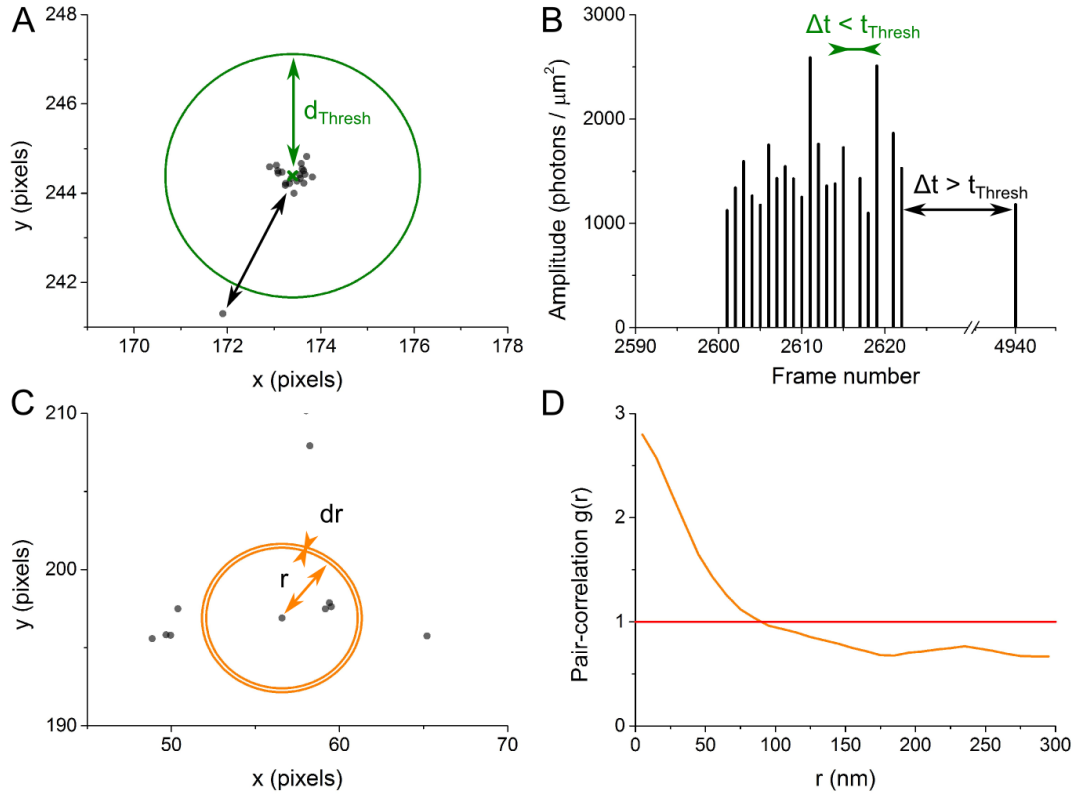 A
248
246
244
242
y (pixels)
170
172
174
176
178
x (pixels)
d_Thresh
B
3000
2000
1000
0
Amplitude (photons / μm²)
2590
2600
2610
2620
4940
Frame number
Δt < t_Thresh
Δt > t_Thresh
C
210
200
190
y (pixels)
50
60
70
x (pixels)
dr
r
D
3
2
1
0
Pair-correlation g(r)
0
50
100
150
200
250
300
r (nm)